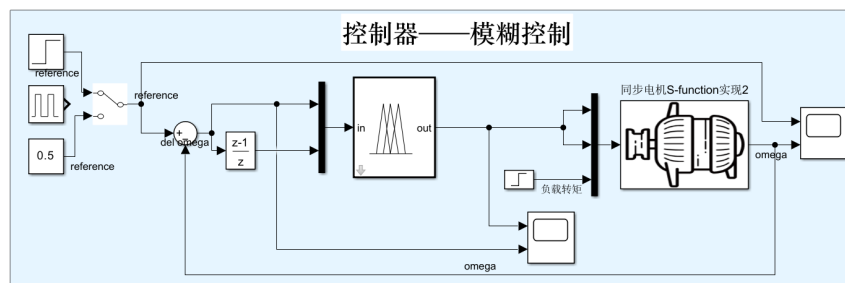 控制器——模糊控制
reference
reference
同步电机S-function实现2
0.5
reference
+
−
del omega
z-1
z
in
out
负载转矩
omega
omega